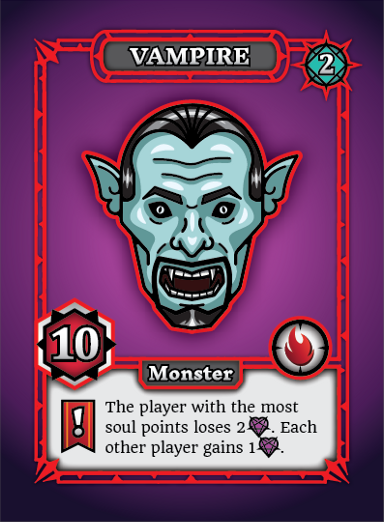 VAMPIRE
2
10
Monster
!
The player with the most
soul points loses 2. Each
other player gains 1.